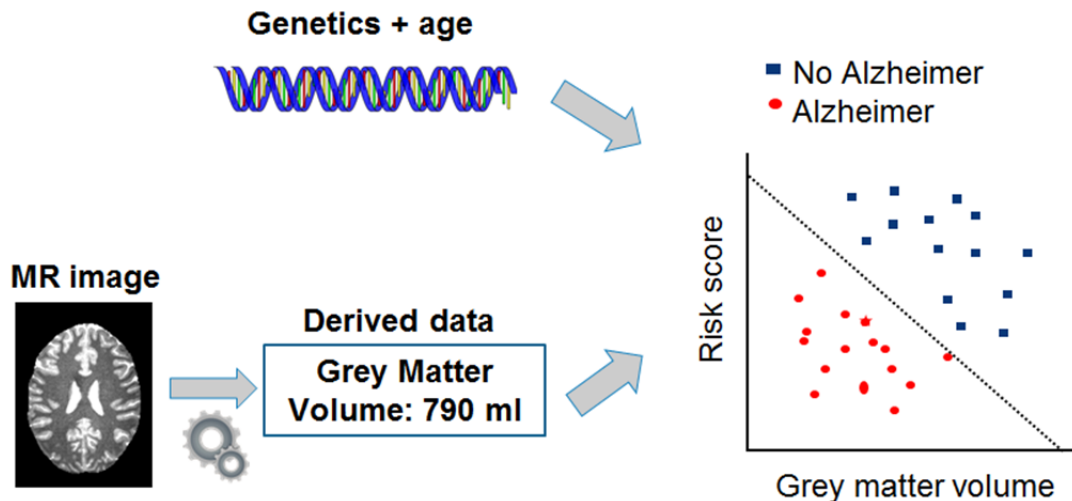 Genetics + age
No Alzheimer
Alzheimer
MR image
Derived data
Grey Matter
Volume: 790 ml
Risk score
Grey matter volume